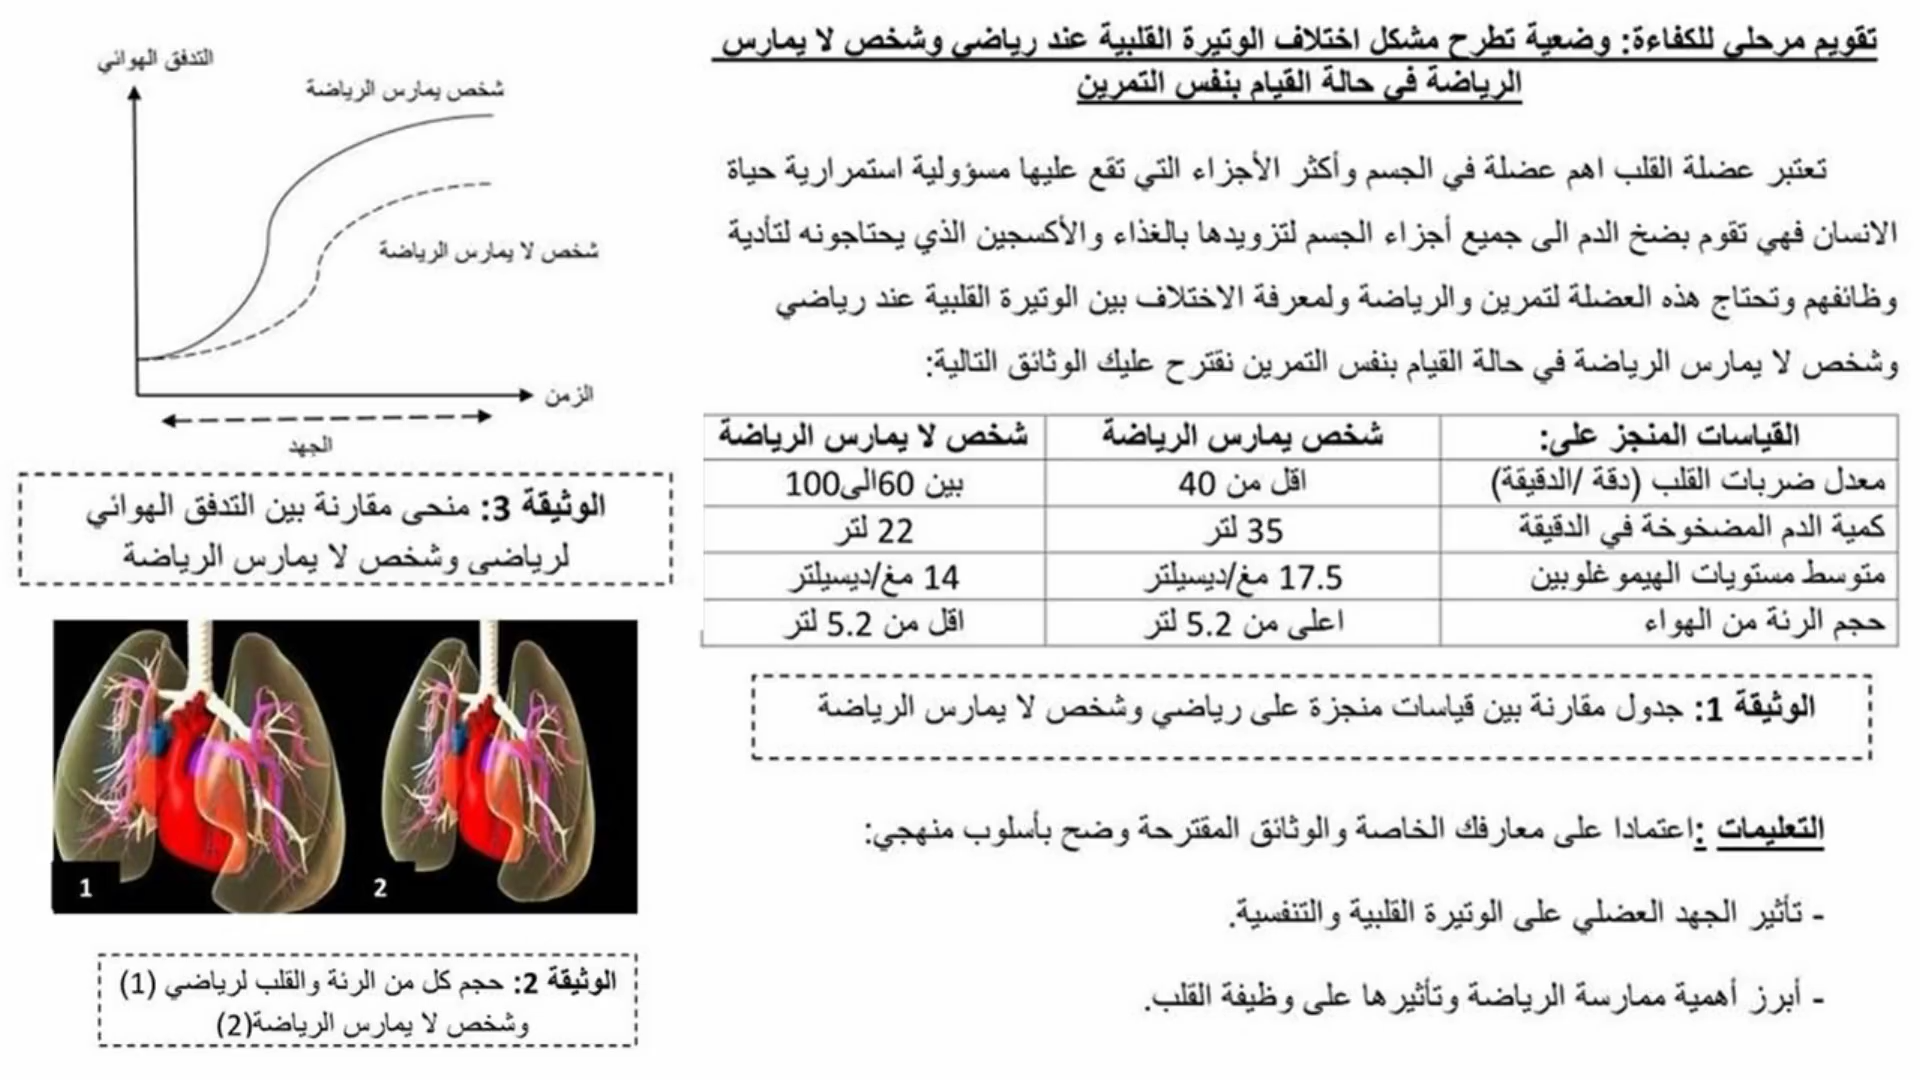 تقويم مرحلي للكفاءة: وضعية تطرح مشكل اختلاف الوتيرة القلبية عند رياضي وشخص لا يمارس
الرياضة في حالة القيام بنفس التمرين
تعتبر عضلة القلب اهم عضلة في الجسم وأكثر الأجزاء التي تقع عليها مسؤولية استمرارية حياة
الانسان فهي تقوم بضخ الدم الى جميع أجزاء الجسم لتزويدها بالغذاء والأكسجين الذي يحتاجونه لتأدية
وظائفهم وتحتاج هذه العضلة لتمرين والرياضة ولمعرفة الاختلاف بين الوتيرة القلبية عند رياضي
وشخص لا يمارس الرياضة في حالة القيام بنفس التمرين نقترح عليك الوثائق التالية:
القياسات المنجز على: شخص يمارس الرياضة شخص لا يمارس الرياضة
معدل ضربات القلب (دقة /الدقيقة) اقل من 40 بين 60الى100
كمية الدم المضخوخة في الدقيقة 35 لتر 22 لتر
متوسط مستويات الهيموغلوبين 17.5 مغ/ديسيلتر 14 مغ/ديسيلتر
حجم الرئة من الهواء اعلى من 5.2 لتر اقل من 5.2 لتر
الوثيقة 1: جدول مقارنة بين قياسات منجزة على رياضي وشخص لا يمارس الرياضة
التعليمات :اعتمادا على معارفك الخاصة والوثائق المقترحة وضح بأسلوب منهجي:
- تأثير الجهد العضلي على الوتيرة القلبية والتنفسية.
- أبرز أهمية ممارسة الرياضة وتأثيرها على وظيفة القلب.
التدفق الهوائي
شخص يمارس الرياضة
شخص لا يمارس الرياضة
الزمن
الجهد
الوثيقة 3: منحى مقارنة بين التدفق الهوائي
لرياضي وشخص لا يمارس الرياضة
1
2
الوثيقة 2: حجم كل من الرئة والقلب لرياضي (1)
وشخص لا يمارس الرياضة(2)